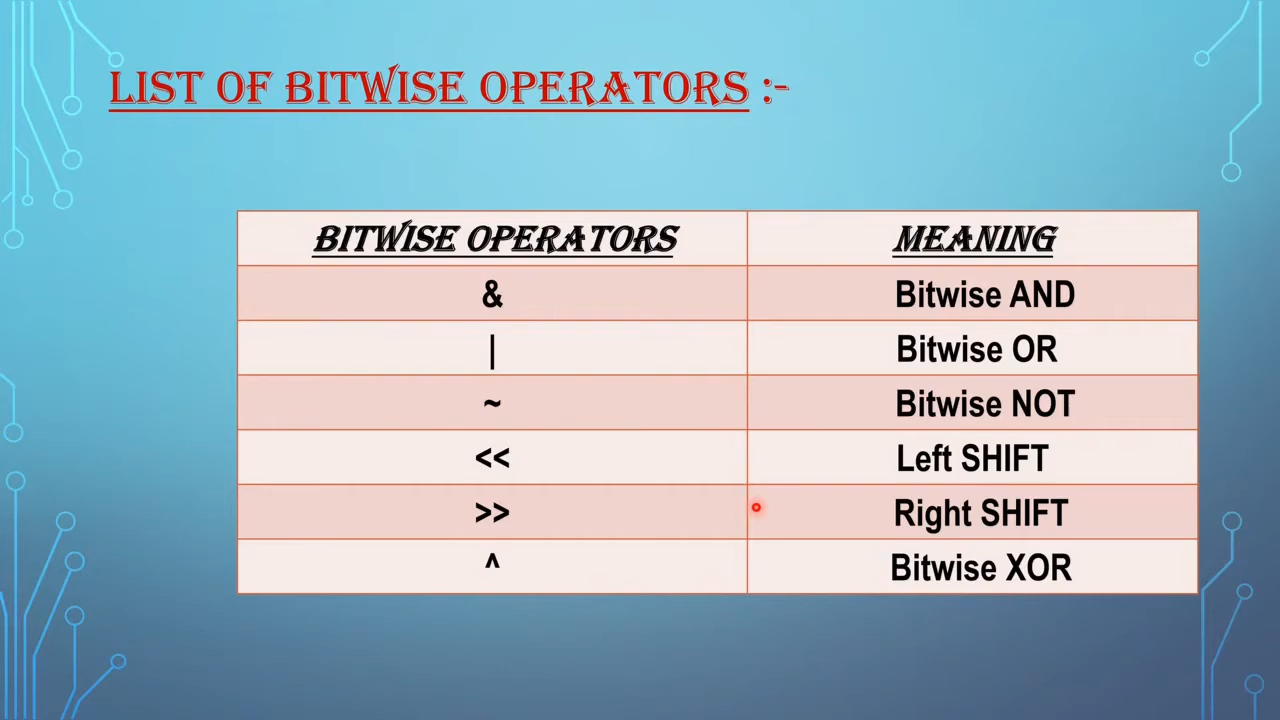 LIST OF BITWISE OPERATORS :-
BITWISE OPERATORS MEANING
& Bitwise AND
| Bitwise OR
~ Bitwise NOT
<< Left SHIFT
>> Right SHIFT
^ Bitwise XOR